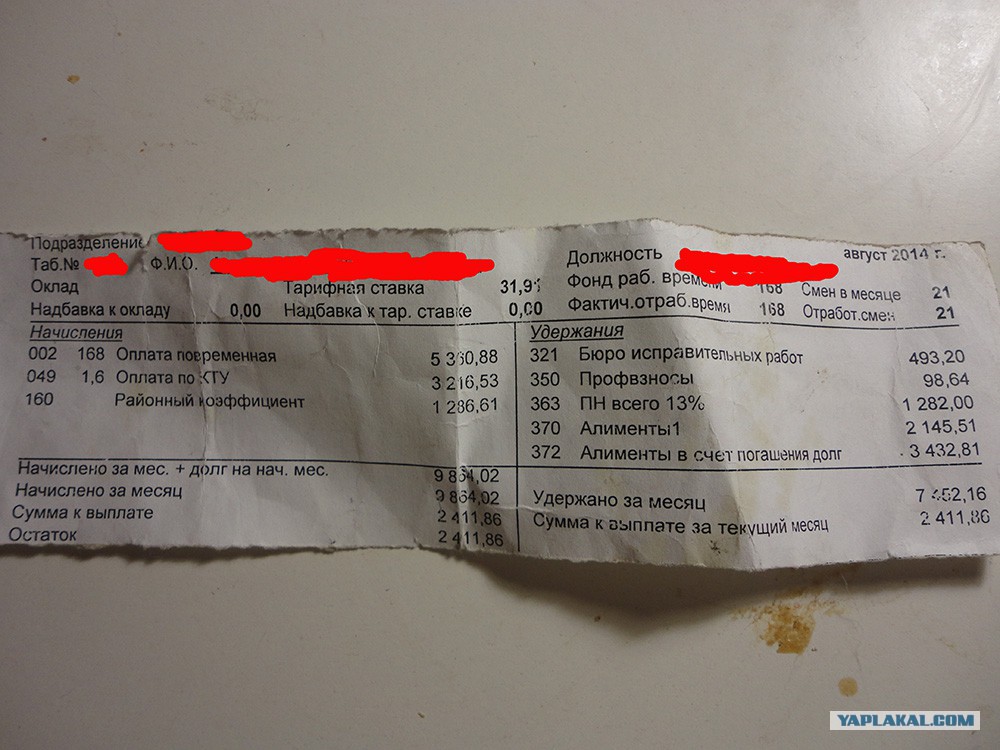 Подразделение
Таб.№ Ф.И.О. Должность август 2014 г.
Оклад Тарифная ставка 31,91 Фонд раб. времени 168 Смен в месяце 21
Надбавка к окладу 0,00 Надбавка к тар. ставке 0,00 Фактич.отраб.время 168 Отработ.смен 21
Начисления Удержания
002 168 Оплата повременная 5 360,88 321 Бюро исправительных работ 493,20
049 1,6 Оплата по КТУ 3 216,53 350 Профвзносы 98,64
160 Районный коэффициент 1 286,61 363 ПН всего 13% 1 282,00
370 Алименты1 2 145,51
372 Алименты в счет погашения долг 3 432,81
Начислено за мес. + долг на нач. мес. 9 864,02
Начислено за месяц 9 864,02 Удержано за месяц 7 452,16
Сумма к выплате 2 411,86 Сумма к выплате за текущий месяц 2 411,86
Остаток 2 411,86
YAPLAKAL.COM